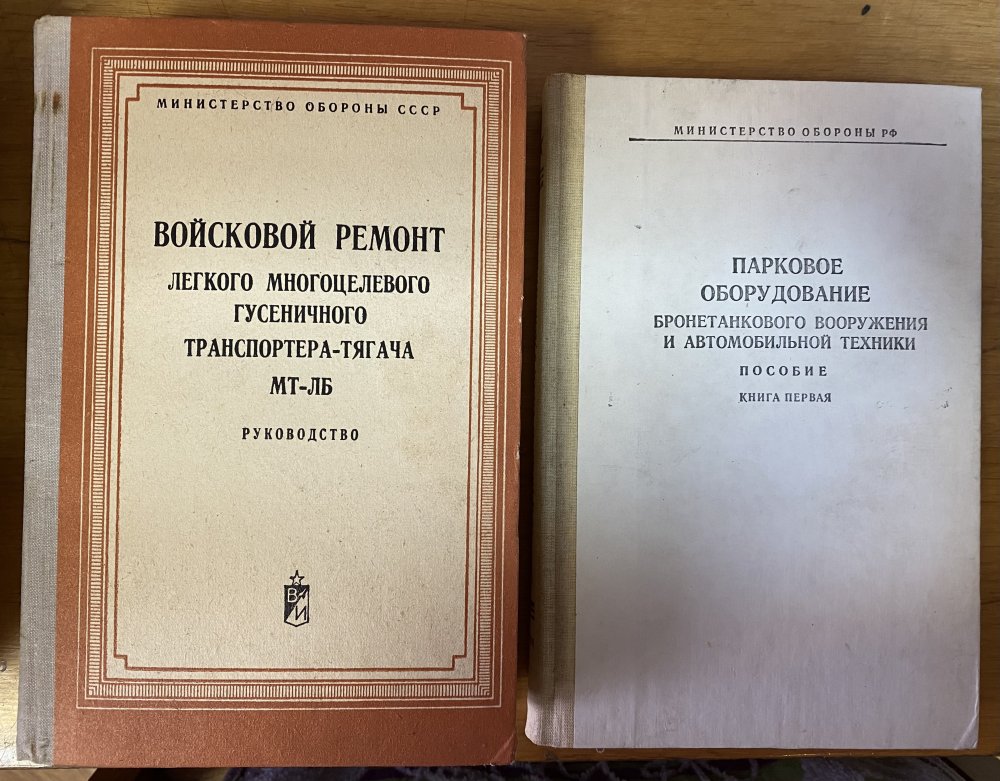 МИНИСТЕРСТВО ОБОРОНЫ СССР
ВОЙСКОВОЙ РЕМОНТ
ЛЕГКОГО МНОГОЦЕЛЕВОГО
ГУСЕНИЧНОГО
ТРАНСПОРТЕРА-ТЯГАЧА
МТ-ЛБ
РУКОВОДСТВО
В
И
МИНИСТЕРСТВО ОБОРОНЫ РФ
ПАРКОВОЕ
ОБОРУДОВАНИЕ
БРОНЕТАНКОВОГО ВООРУЖЕНИЯ
И АВТОМОБИЛЬНОЙ ТЕХНИКИ
ПОСОБИЕ
КНИГА ПЕРВАЯ